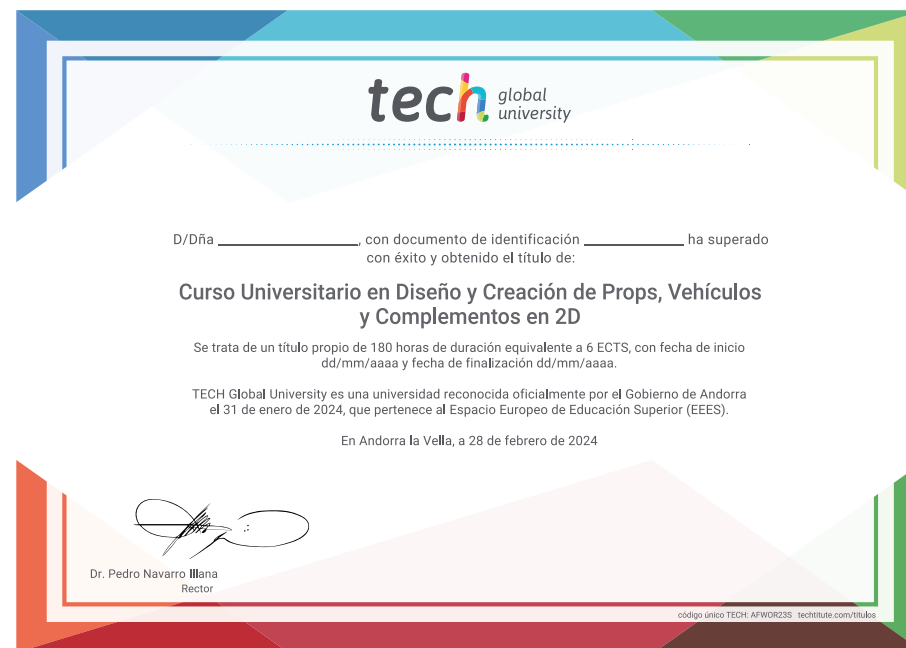 tech global university
D/Dña ______________, con documento de identificación __________ ha superado
con éxito y obtenido el título de:
Curso Universitario en Diseño y Creación de Props, Vehículos
y Complementos en 2D
Se trata de un título propio de 180 horas de duración equivalente a 6 ECTS, con fecha de inicio
dd/mm/aaaa y fecha de finalización dd/mm/aaaa.
TECH Global University es una universidad reconocida oficialmente por el Gobierno de Andorra
el 31 de enero de 2024, que pertenece al Espacio Europeo de Educación Superior (EEES).
En Andorra la Vella, a 28 de febrero de 2024
Dr. Pedro Navarro Illana
Rector
código único TECH: AFWOR23S techtitute.com/titulos